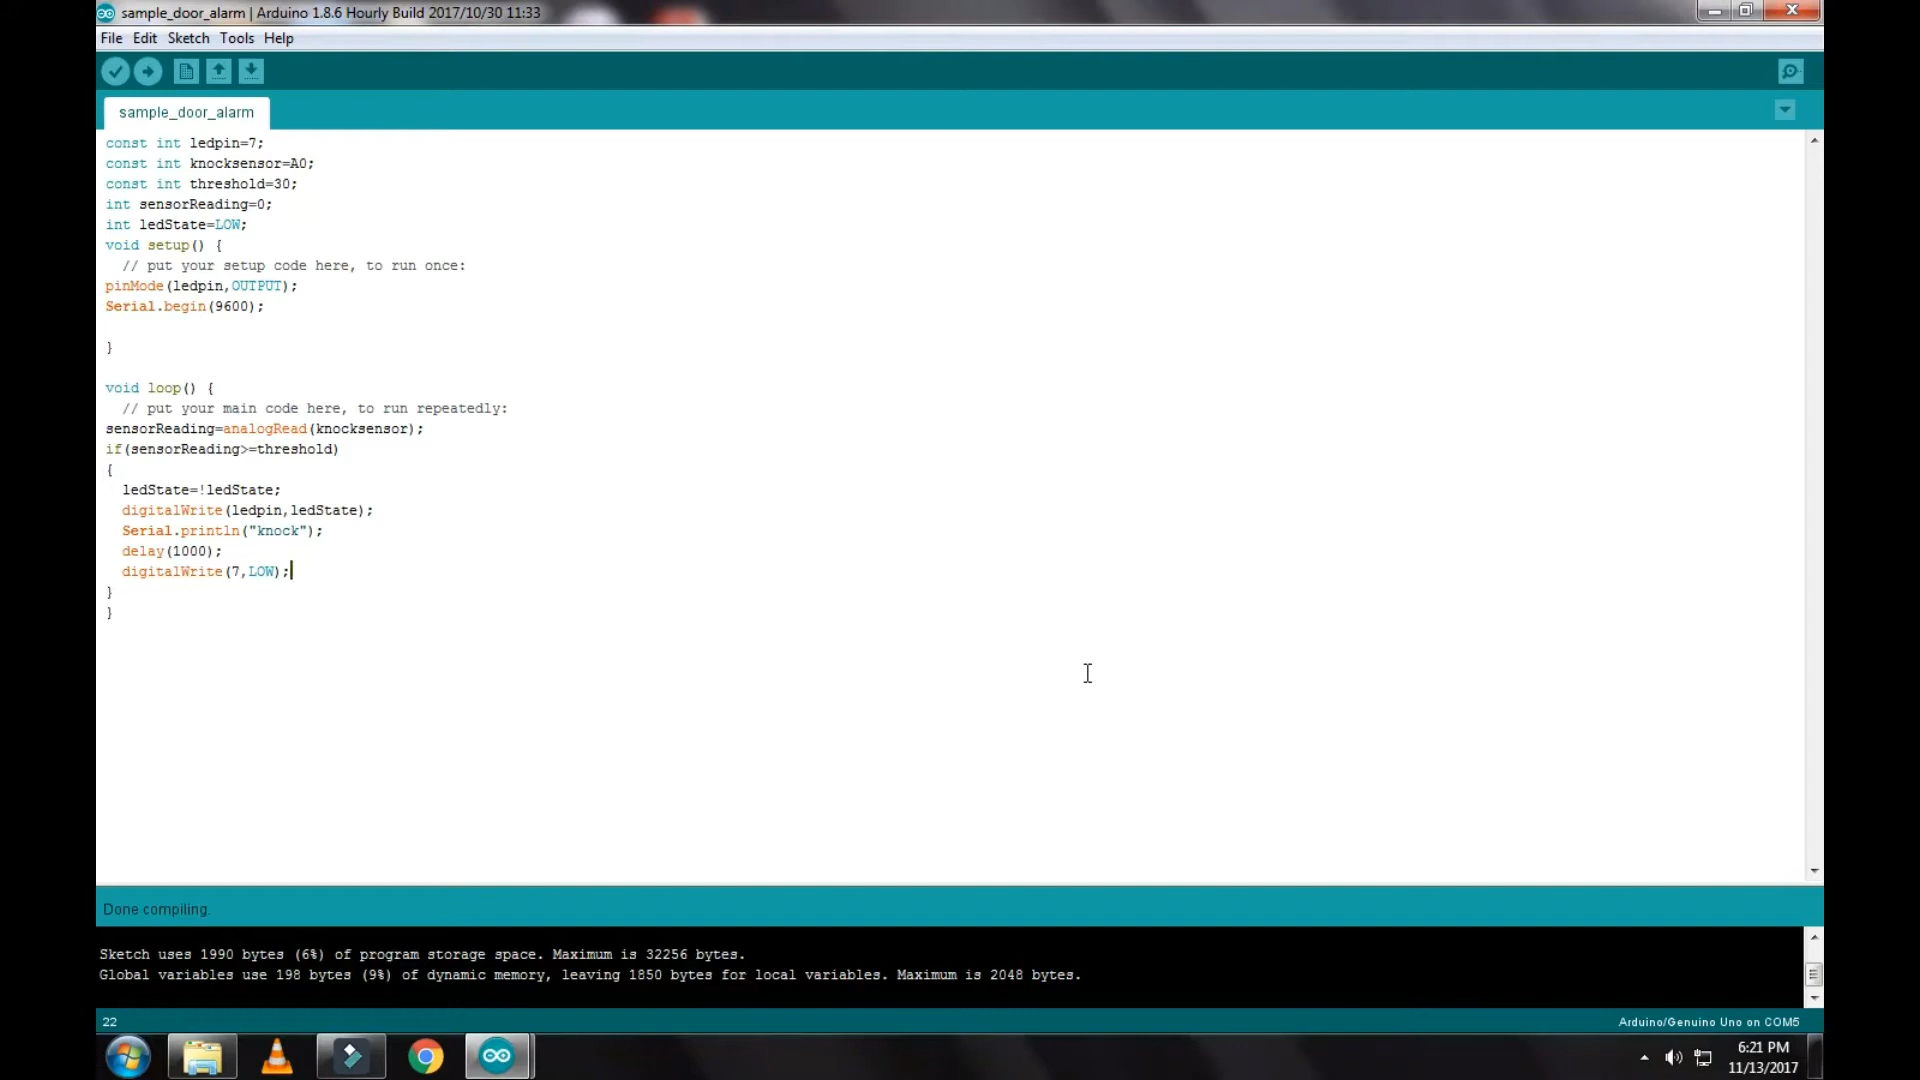 sample_door_alarm | Arduino 1.8.6 Hourly Build 2017/10/30 11:33
File Edit Sketch Tools Help
sample_door_alarm
const int ledpin=7;
const int knocksensor=A0;
const int threshold=30;
int sensorReading=0;
int ledState=LOW;
void setup() {
// put your setup code here, to run once:
pinMode(ledpin,OUTPUT);
Serial.begin(9600);
}
void loop() {
// put your main code here, to run repeatedly:
sensorReading=analogRead(knocksensor);
if(sensorReading>=threshold)
{
ledState=!ledState;
digitalWrite(ledpin,ledState);
Serial.println("knock");
delay(1000);
digitalWrite(7,LOW);
}
}
Done compiling.
Sketch uses 1990 bytes (6%) of program storage space. Maximum is 32256 bytes.
Global variables use 198 bytes (9%) of dynamic memory, leaving 1850 bytes for local variables. Maximum is 2048 bytes.
22
Arduino/Genuino Uno on COM5
6:21 PM
11/13/2017